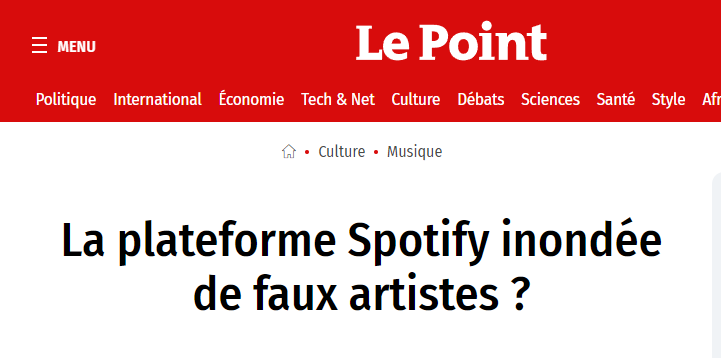 Le Point
MENU
Politique International Économie Tech & Net Culture Débats Sciences Santé Style Afr
Culture • Musique
La plateforme Spotify inondée
de faux artistes ?